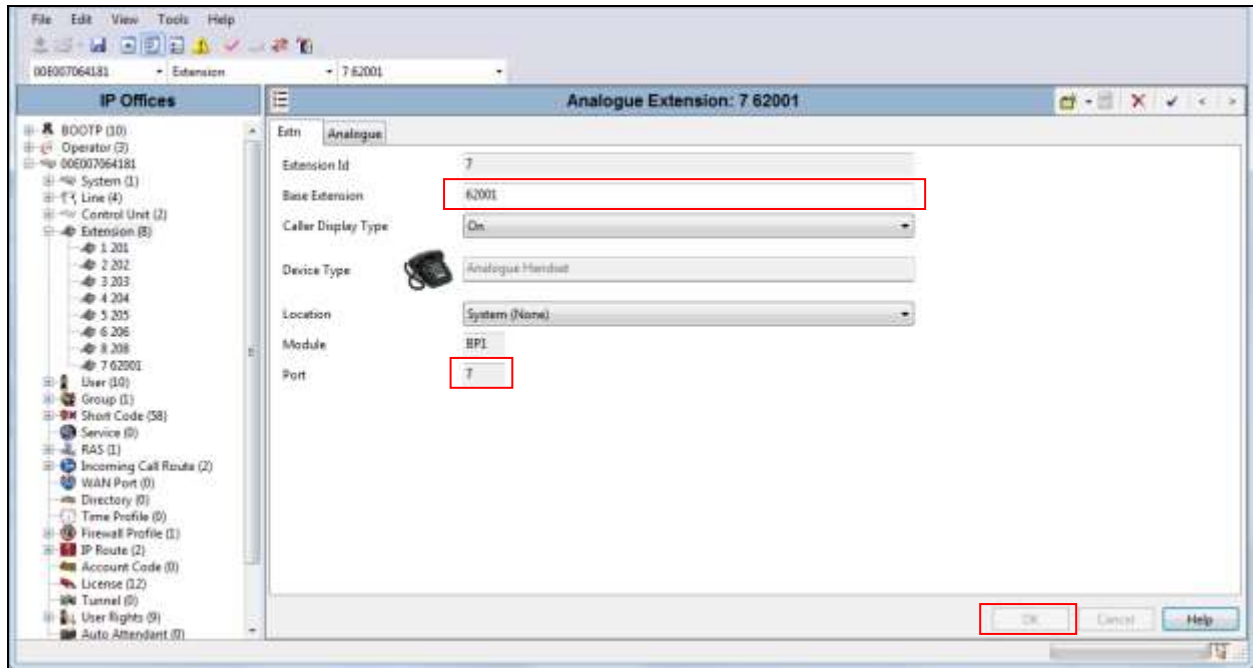 File Edit View Tools Help
00E007064181 Extension 7 62001
IP Offices
BOOTP (10)
Operator (3)
00E007064181
System (1)
Line (4)
Control Unit (2)
Extension (8)
1 201
2 202
3 203
4 204
5 205
6 206
8 208
7 62001
User (10)
Group (1)
Short Code (58)
Service (0)
RAS (1)
Incoming Call Route (2)
WAN Port (0)
Directory (0)
Time Profile (0)
Firewall Profile (1)
IP Route (2)
Account Code (0)
License (12)
Tunnel (0)
User Rights (9)
Auto Attendant (0)
Analogue Extension: 7 62001
Extn Analogue
Extension Id 7
Base Extension 62001
Caller Display Type On
Device Type Analogue Handset
Location System (None)
Module BP1
Port 7
OK Cancel Help